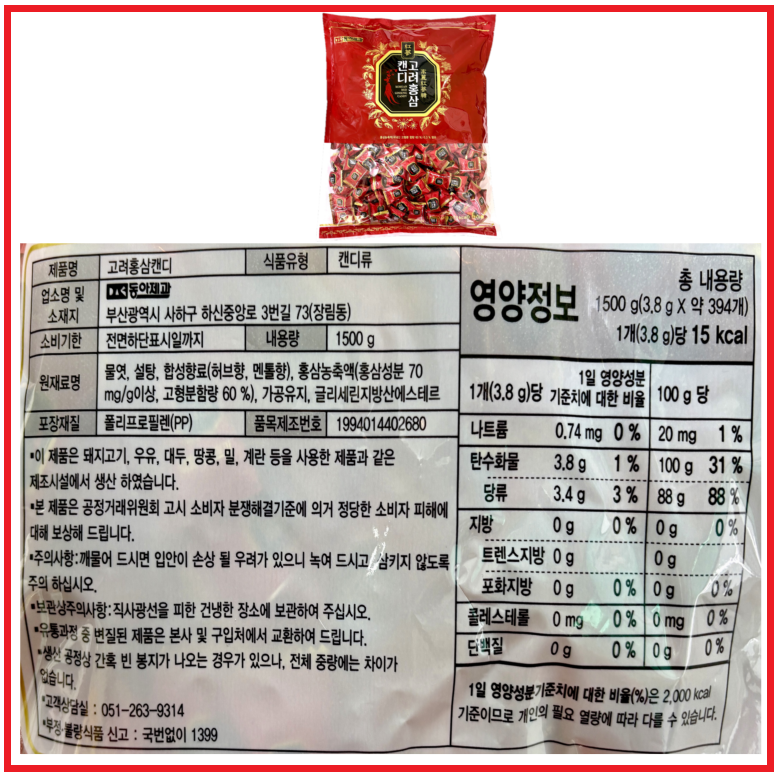 紅蔘
고려홍삼
캔디
高麗紅蔘糖
제품명 고려홍삼캔디 식품유형 캔디류
업소명 및 소재지 동아제과
부산광역시 사하구 하신중앙로 3번길 73(장림동)
소비기한 전면하단표시일까지 내용량 1500 g
원재료명 물엿, 설탕, 합성향료(허브향, 멘톨향), 홍삼농축액(홍삼성분 70
mg/g이상, 고형분함량 60 %), 가공유지, 글리세린지방산에스테르
포장재질 폴리프로필렌(PP) 품목제조번호 1994014402680
▪이 제품은 돼지고기, 우유, 대두, 땅콩, 밀, 계란 등을 사용한 제품과 같은
제조시설에서 생산 하였습니다.
▪본 제품은 공정거래위원회 고시 소비자 분쟁해결기준에 의거 정당한 소비자 피해에
대해 보상해 드립니다.
▪주의사항:깨물어 드시면 입안이 손상 될 우려가 있으니 녹여 드시고 삼키지 않도록
주의 하십시오.
▪보관상주의사항:직사광선을 피한 건냉한 장소에 보관하여 주십시오.
▪유통과정 중 변질된 제품은 본사 및 구입처에서 교환하여 드립니다.
▪생산 공정상 간혹 빈 봉지가 나오는 경우가 있으나, 전체 중량에는 차이가
없습니다.
▪고객상담실 : 051-263-9314
▪부정·불량식품 신고 : 국번없이 1399
영양정보
총 내용량
1500 g(3.8 g X 약 394개)
1개(3.8 g)당 15 kcal
1개(3.8 g)당 1일 영양성분 기준치에 대한 비율 100 g 당
나트륨 0.74 mg 0 % 20 mg 1 %
탄수화물 3.8 g 1 % 100 g 31 %
당류 3.4 g 3 % 88 g 88 %
지방 0 g 0 % 0 g 0 %
트랜스지방 0 g 0 g
포화지방 0 g 0 % 0 g 0 %
콜레스테롤 0 mg 0 % 0 mg 0 %
단백질 0 g 0 % 0 g 0 %
1일 영양성분기준치에 대한 비율(%)은 2,000 kcal
기준이므로 개인의 필요 열량에 따라 다를 수 있습니다.